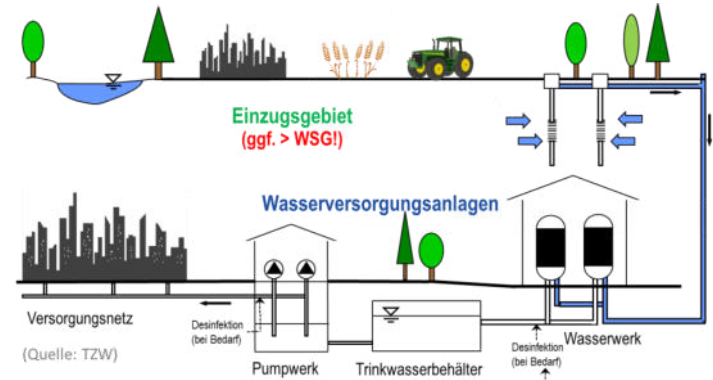 Einzugsgebiet
(ggf. > WSG!)
Wasserversorgungsanlagen
Versorgungsnetz
Desinfektion
(bei Bedarf)
Pumpwerk
Trinkwasserbehälter
Desinfektion
(bei Bedarf)
Wasserwerk
(Quelle: TZW)